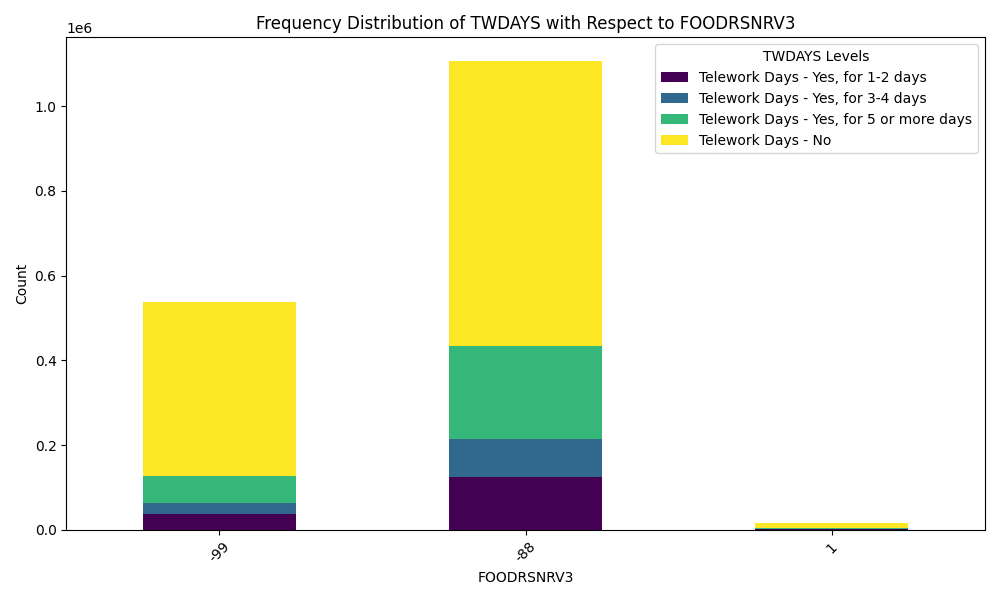 Frequency Distribution of TWDAYS with Respect to FOODRSNRV3
1e6
TWDAYS Levels
Telework Days - Yes, for 1-2 days
Telework Days - Yes, for 3-4 days
Telework Days - Yes, for 5 or more days
Telework Days - No
1.0
0.8
0.6
0.4
0.2
0.0
Count
-99
-88
1
FOODRSNRV3